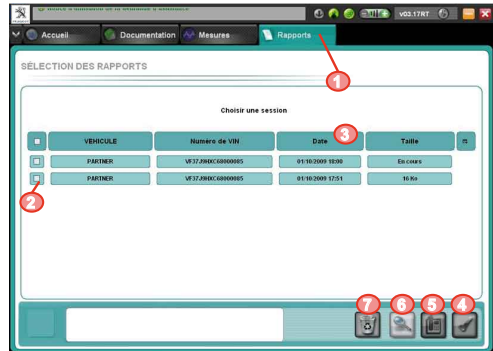 V03.17RT
Accueil
Documentation
Mesures
Rapports
1
SÉLECTION DES RAPPORTS
Choisir une session
3
VEHICULE Numéro de VIN Date Taille
PARTNER 01/10/2009 18:00 En cours
PARTNER 01/10/2009 17:51 16 Ko
2
7 6 5 4